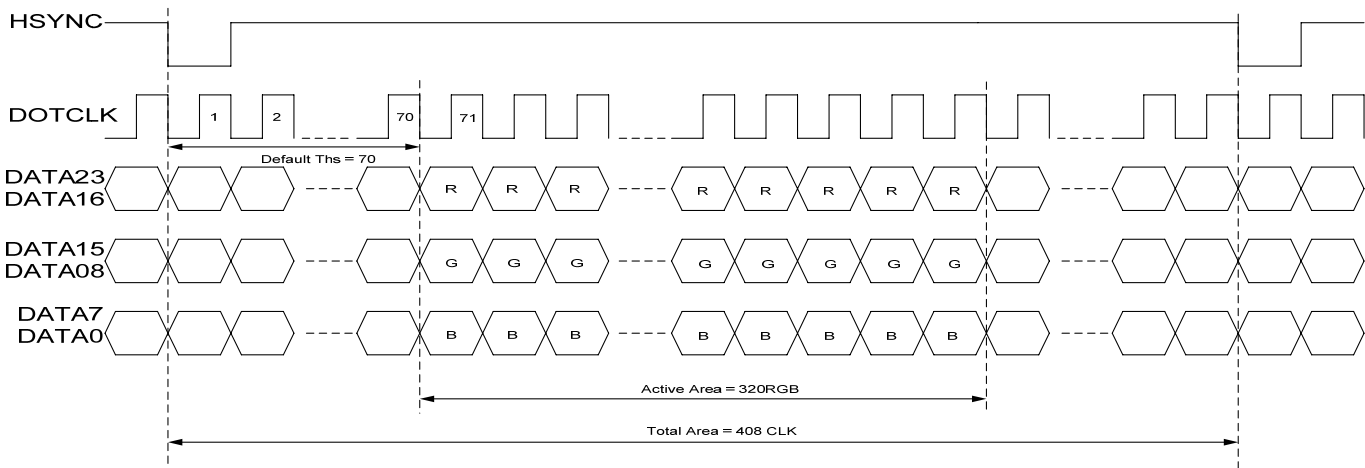 HSYNC
DOTCLK
1 2 70 71
Default Ths = 70
DATA23
DATA16
R R R R R R R R
DATA15
DATA08
G G G G G G G G
DATA7
DATA0
B B B B B B B B
Active Area = 320RGB
Total Area = 408 CLK